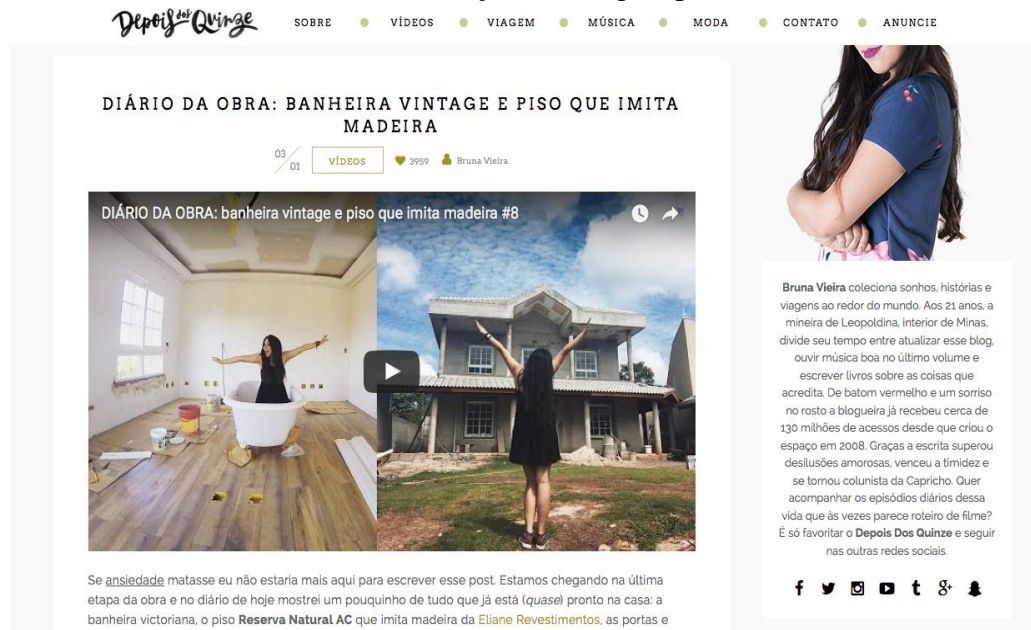 Depois dos Quinze
SOBRE VÍDEOS VIAGEM MÚSICA MODA CONTATO ANUNCIE
DIÁRIO DA OBRA: BANHEIRA VINTAGE E PISO QUE IMITA
MADEIRA
03/01 VÍDEOS 3959 Bruna Vieira
DIÁRIO DA OBRA: banheira vintage e piso que imita madeira #8
Se ansiedade matasse eu não estaria mais aqui para escrever esse post. Estamos chegando na última
etapa da obra e no diário de hoje mostrei um pouquinho de tudo que já está (quase) pronto na casa: a
banheira victoriana, o piso Reserva Natural AC que imita madeira da Eliane Revestimentos, as portas e
Bruna Vieira coleciona sonhos, histórias e
viagens ao redor do mundo. Aos 21 anos, a
mineira de Leopoldina, interior de Minas,
divide seu tempo entre atualizar esse blog,
ouvir música boa no último volume e
escrever livros sobre as coisas que
acredita. De batom vermelho e um sorriso
no rosto a blogueira já recebeu cerca de
130 milhões de acessos desde que criou o
espaço em 2008. Graças a escrita superou
desilusões amorosas, venceu a timidez e
se tornou colunista da Capricho. Quer
acompanhar os episódios diários dessa
vida que às vezes parece roteiro de filme?
É só favoritar o Depois Dos Quinze e seguir
nas outras redes sociais.